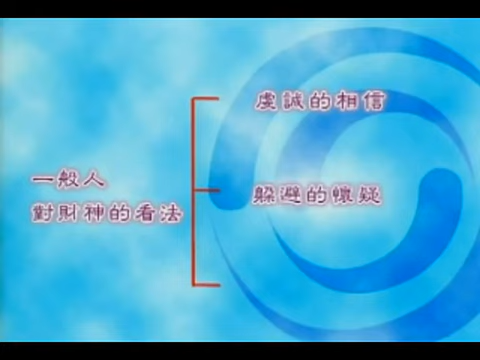 虔誠的相信
一般人
對財神的看法
躲避的懷疑